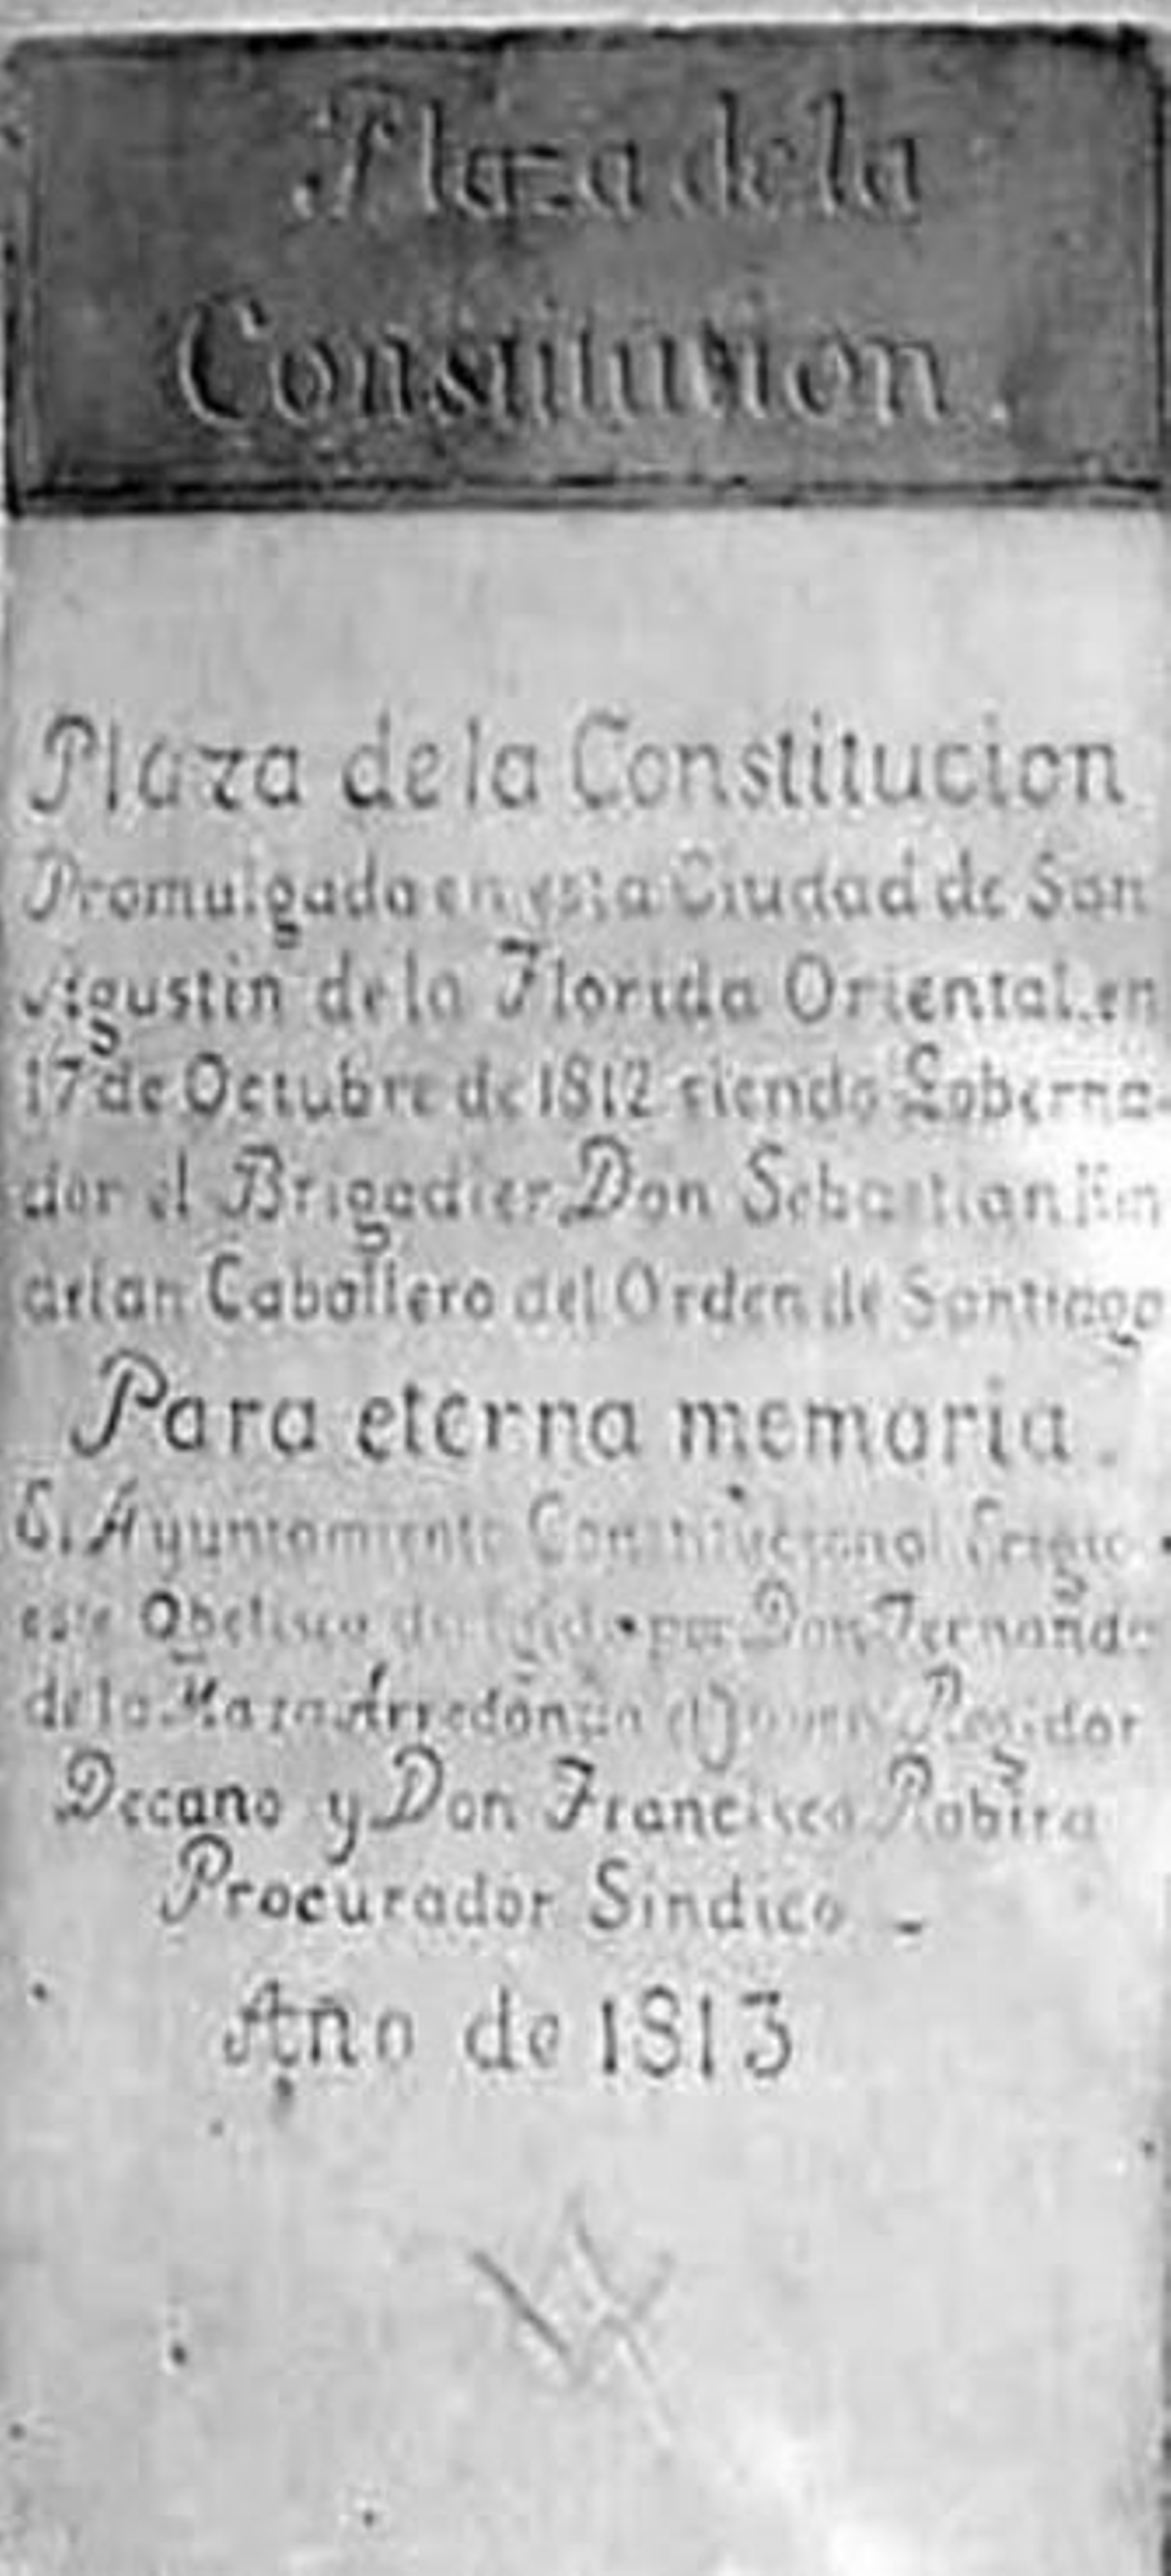 Plaza de la
Constitucion.
Plaza de la Constitucion
Promulgada en esta Ciudad de San
Agustin de la Florida Oriental en
17 de Octubre de 1812 siendo Goberna-
dor el Brigadier Don Sebastian Kin
delan Caballero del Orden de Santiago
Para eterna memoria.
El Ayuntamiento Constitucional Erigio
este Obelisco dirigido por Don Fernando
de la Maza Arredondo el Joven Regidor
Decano y Don Francisco Robira
Procurador Sindico -
Año de 1813